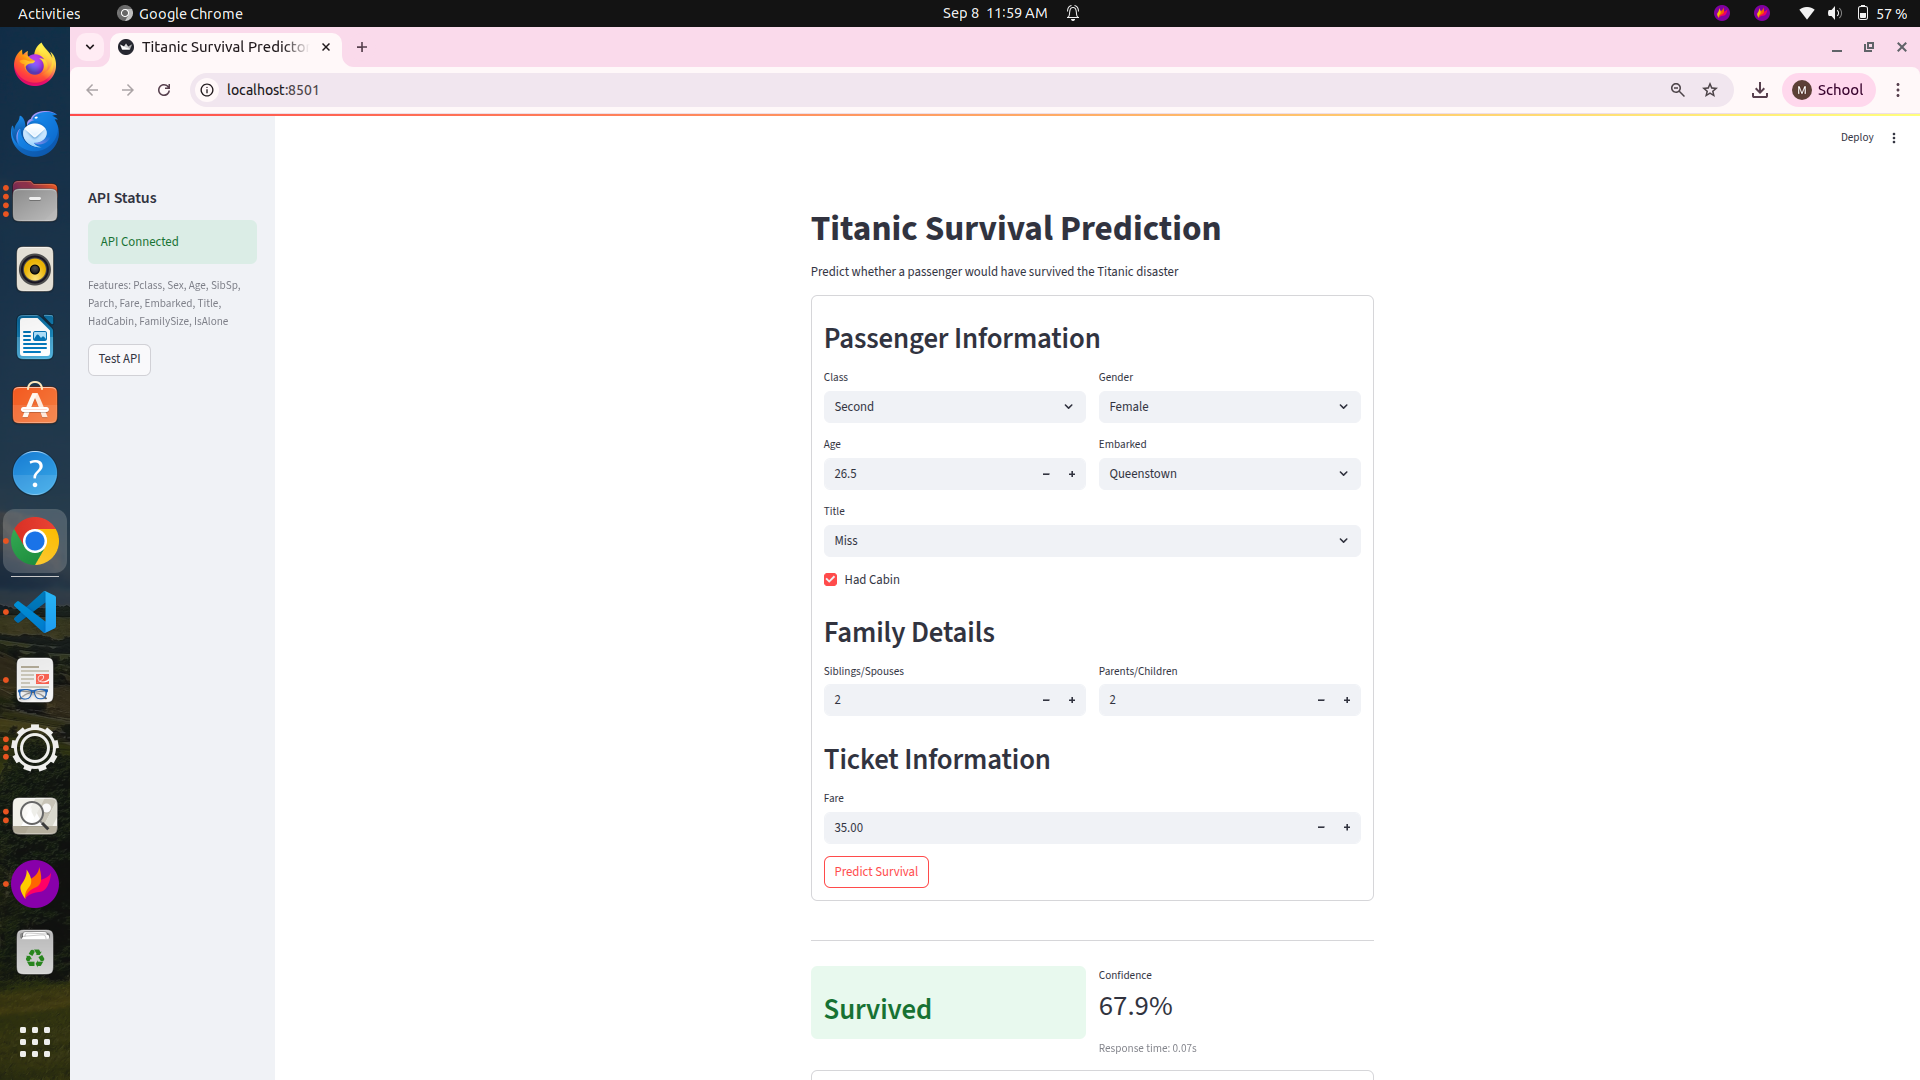 Activities
Google Chrome
Sep 8 11:59 AM
57 %
Titanic Survival Predicto
localhost:8501
M School
Deploy
API Status
API Connected
Features: Pclass, Sex, Age, SibSp,
Parch, Fare, Embarked, Title,
HadCabin, FamilySize, IsAlone
Test API
Titanic Survival Prediction
Predict whether a passenger would have survived the Titanic disaster
Passenger Information
Class
Gender
Second
Female
Age
Embarked
26.5
Queenstown
Title
Miss
Had Cabin
Family Details
Siblings/Spouses
Parents/Children
2
2
Ticket Information
Fare
35.00
Predict Survival
Survived
Confidence
67.9%
Response time: 0.07s